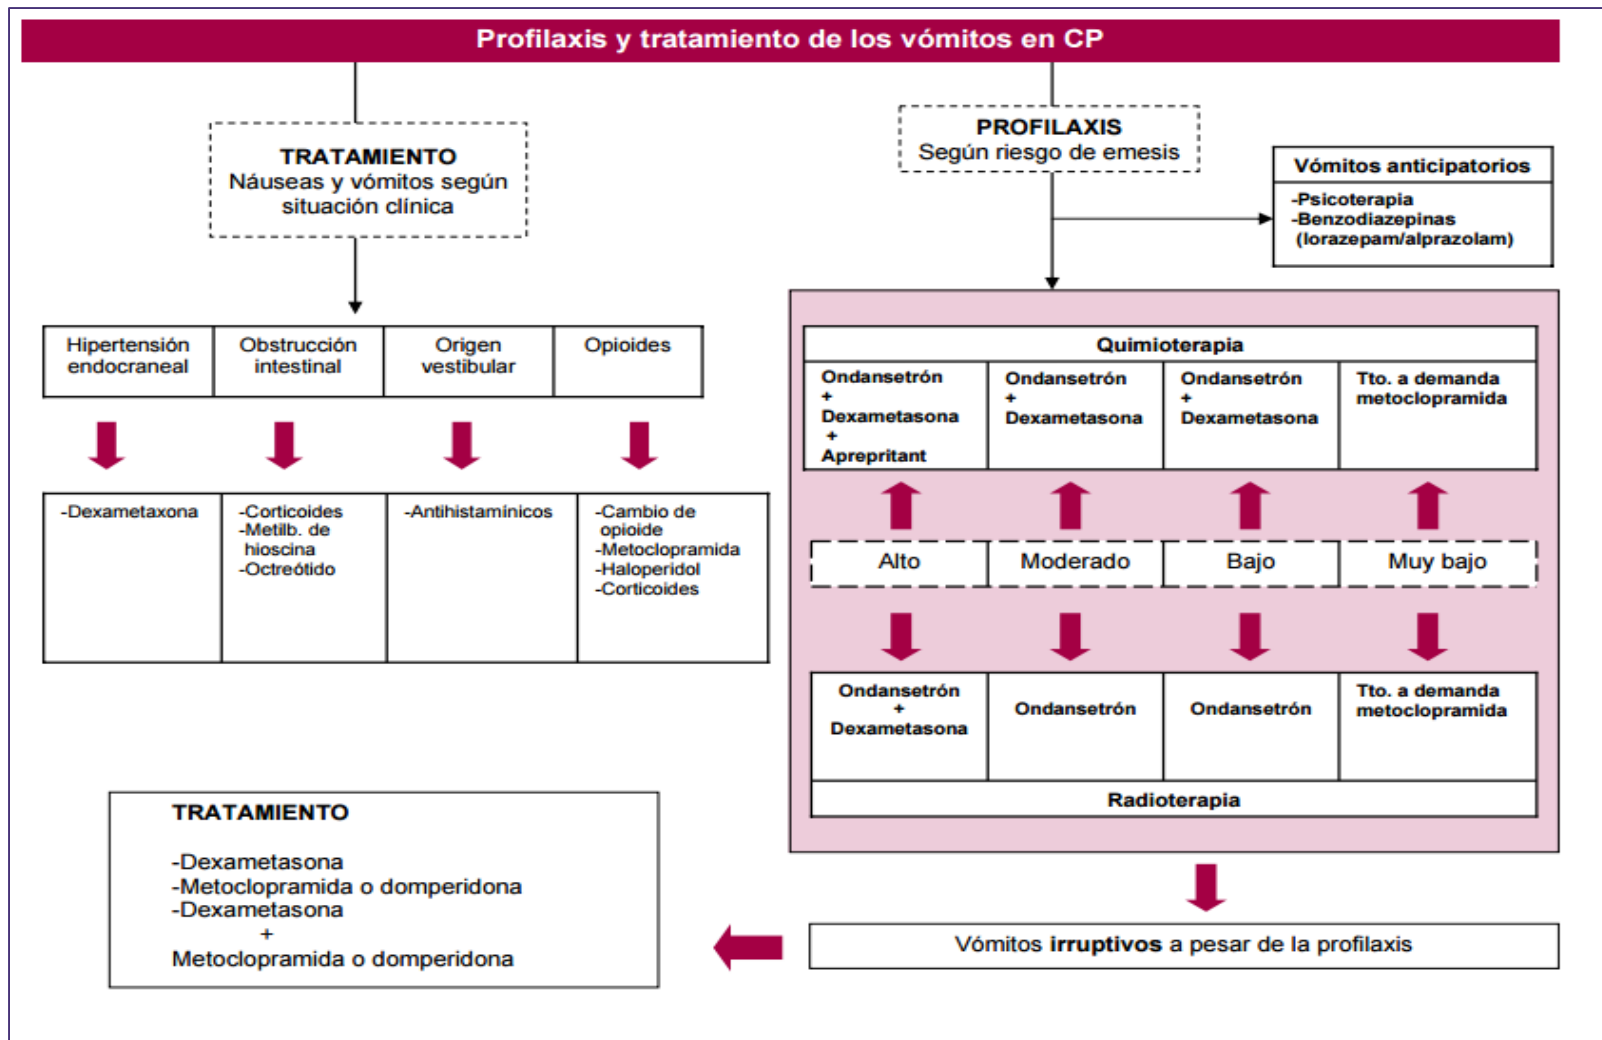 Profilaxis y tratamiento de los vómitos en CP
TRATAMIENTO
Náuseas y vómitos según
situación clínica
PROFILAXIS
Según riesgo de emesis
Vómitos anticipatorios
-Psicoterapia
-Benzodiazepinas
(lorazepam/alprazolam)
Hipertensión
endocraneal
Obstrucción
intestinal
Origen
vestibular
Opioides
-Dexametaxona
-Corticoides
-Metilb. de
hioscina
-Octreótido
-Antihistamínicos
-Cambio de
opioide
-Metoclopramida
-Haloperidol
-Corticoides
Quimioterapia
Ondansetrón
+
Dexametasona
+
Aprepritant
Ondansetrón
+
Dexametasona
Ondansetrón
+
Dexametasona
Tto. a demanda
metoclopramida
Alto
Moderado
Bajo
Muy bajo
Ondansetrón
+
Dexametasona
Ondansetrón
Ondansetrón
Tto. a demanda
metoclopramida
Radioterapia
Vómitos irruptivos a pesar de la profilaxis
TRATAMIENTO
-Dexametasona
-Metoclopramida o domperidona
-Dexametasona
+
Metoclopramida o domperidona